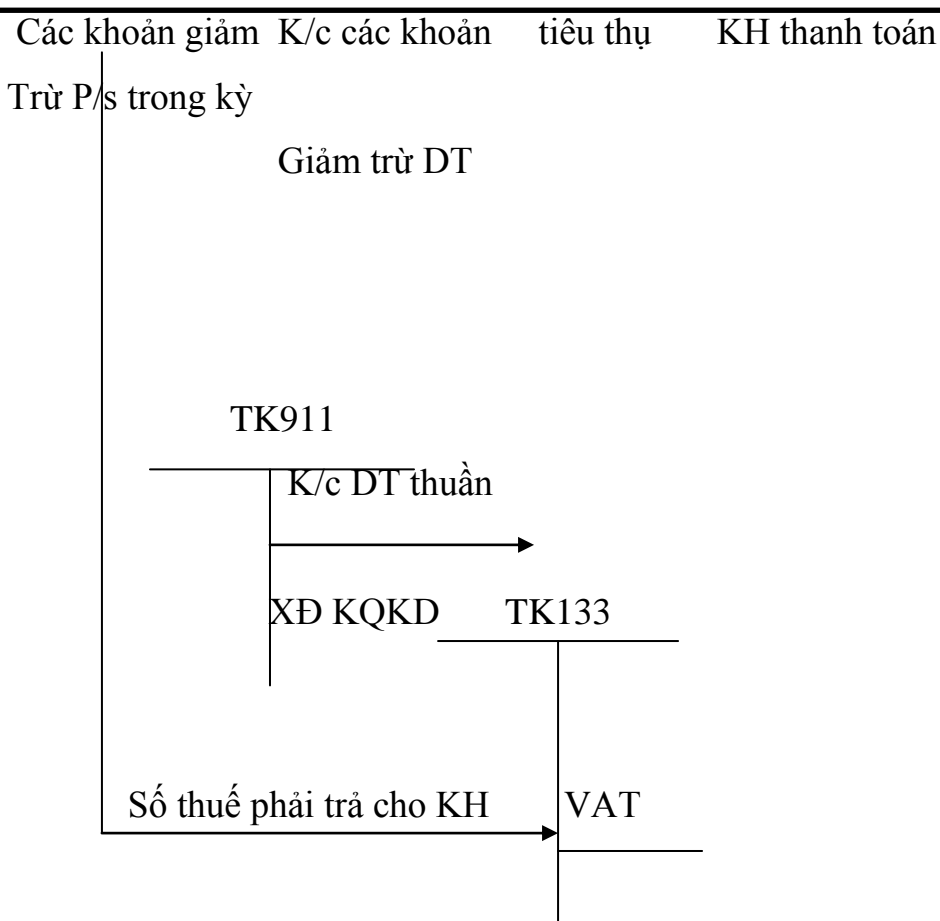 Các khoản giảm K/c các khoản tiêu thụ KH thanh toán
Trừ P/s trong kỳ
Giảm trừ DT
TK911
K/c DT thuần
XĐ KQKD TK133
Số thuế phải trả cho KH VAT